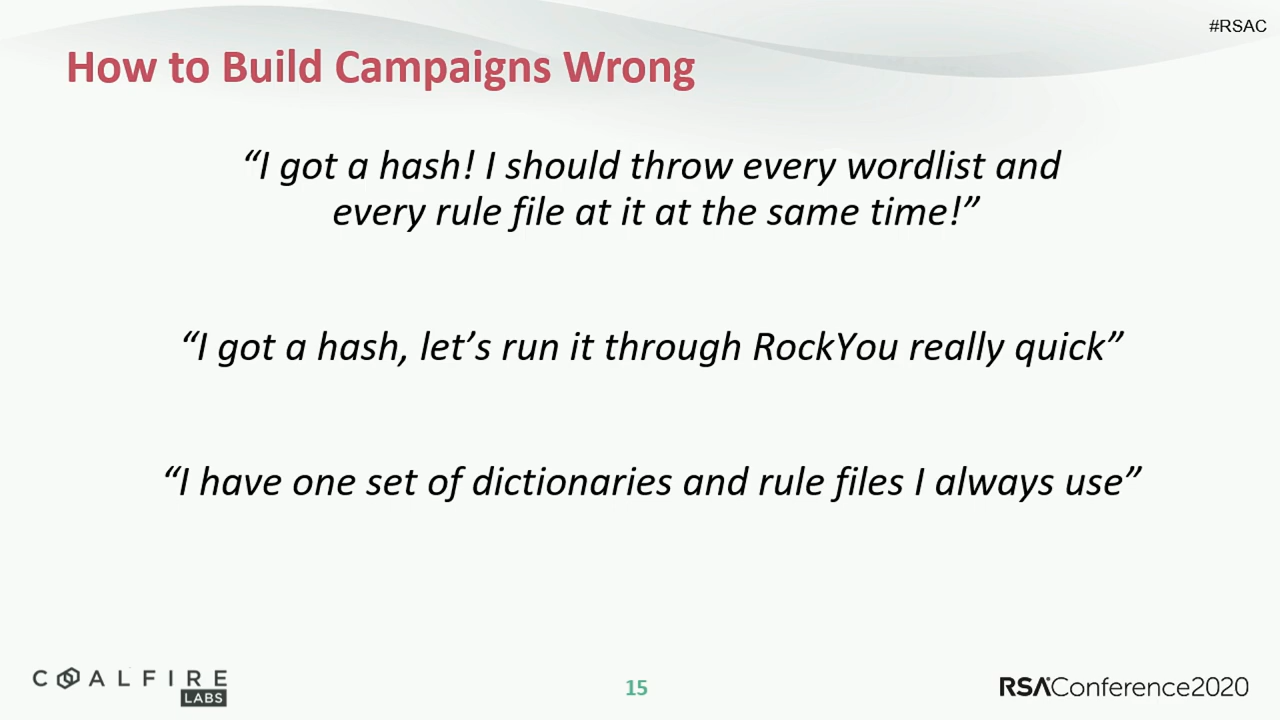 #RSAC
How to Build Campaigns Wrong
“I got a hash! I should throw every wordlist and
every rule file at it at the same time!”
“I got a hash, let’s run it through RockYou really quick”
“I have one set of dictionaries and rule files I always use”
COALFIRE
LABS
15
RSAConference2020